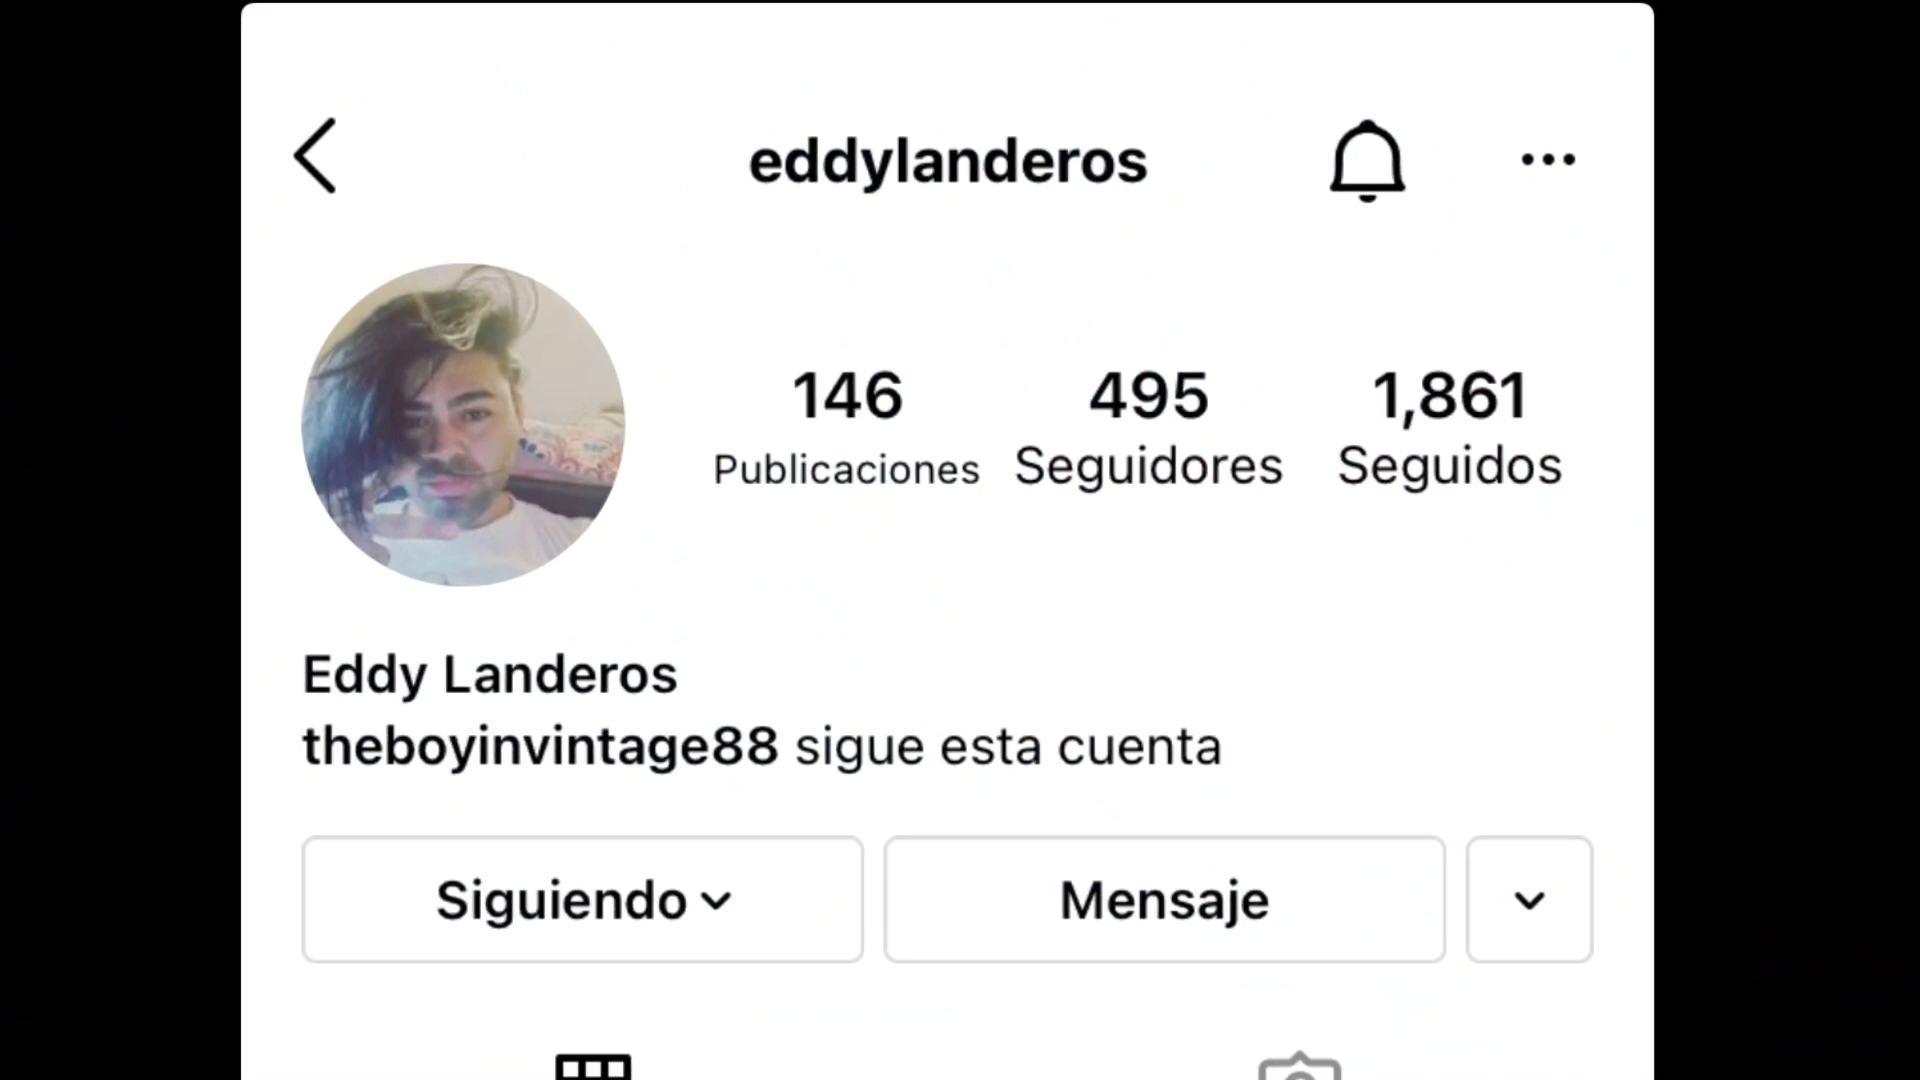 eddylanderos
146 495 1,861
Publicaciones Seguidores Seguidos
Eddy Landeros
theboyinvintage88 sigue esta cuenta
Siguiendo Mensaje